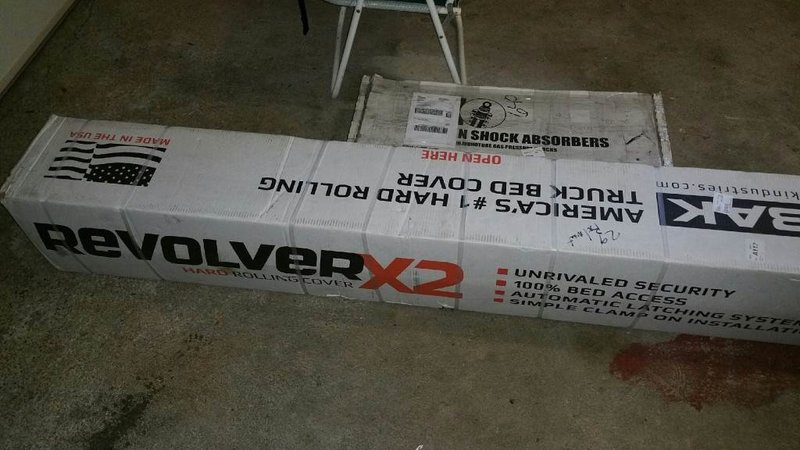 REVOLVER X2
HARD ROLLING COVER
UNRIVALED SECURITY
100% BED ACCESS
AUTOMATIC LATCHING SYSTEM
SIMPLE CLAMP ON INSTALLATI
MADE IN THE USA
OPEN HERE
AMERICA'S #1 HARD ROLLING
TRUCK BED COVER
BAK
kindustries.com
N SHOCK ABSORBERS